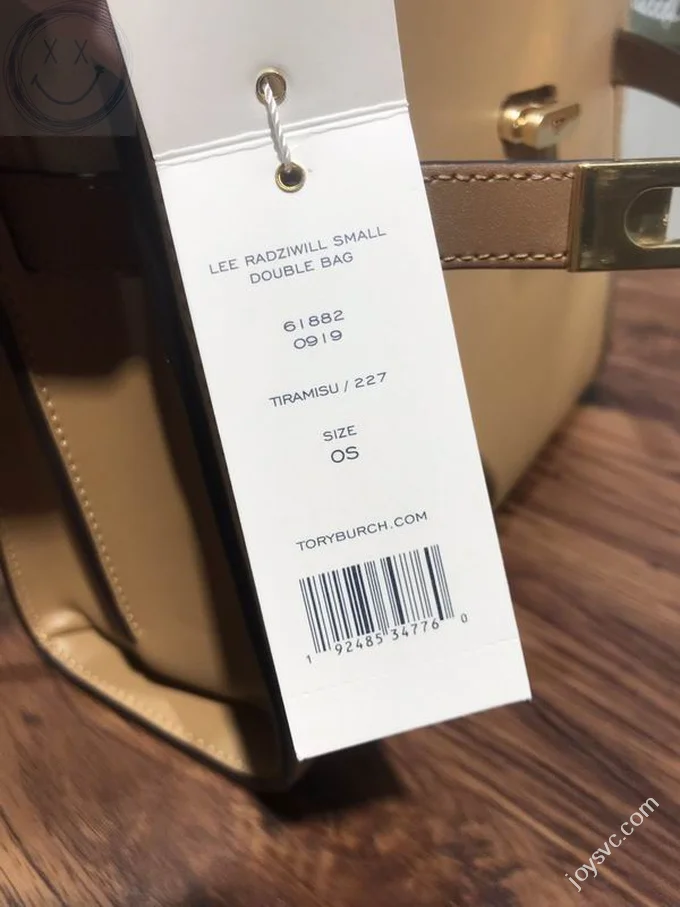 LEE RADZIWILL SMALL
DOUBLE BAG
61882
0919
TIRAMISU / 227
SIZE
OS
TORYBURCH.COM
1 92485 34776 0
joysvc.com